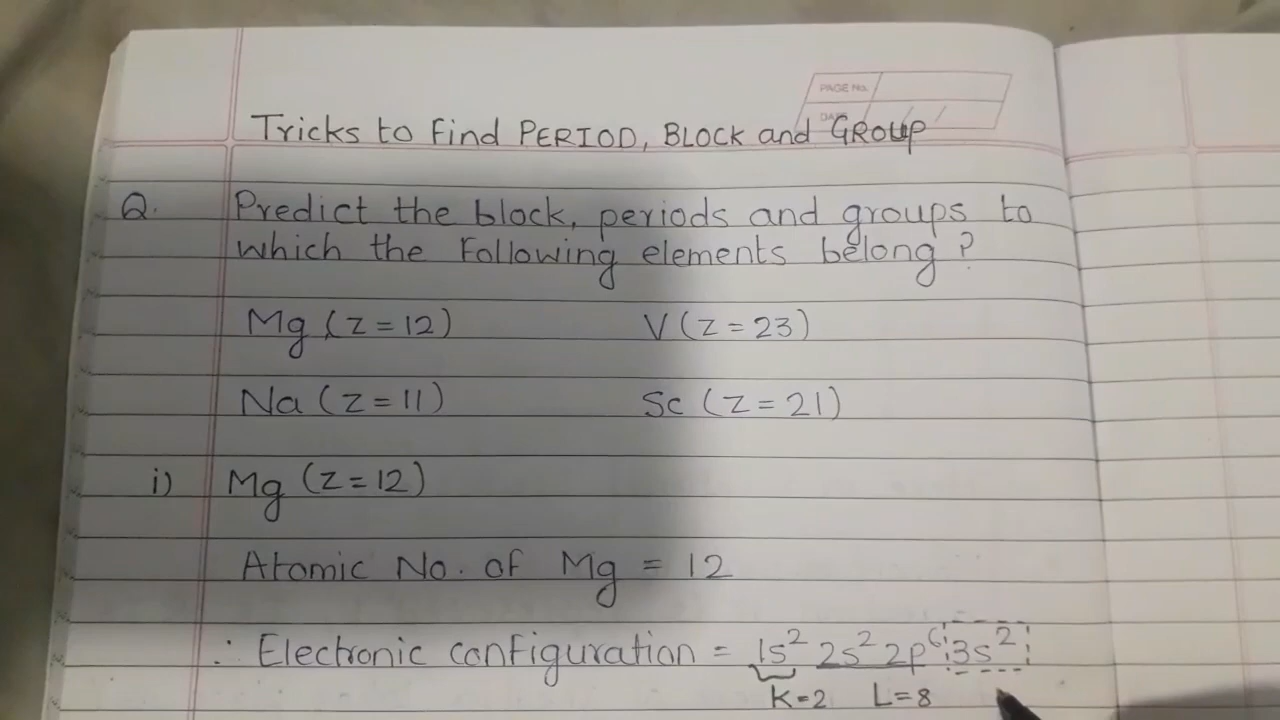 PAGE No.
DATE
Tricks to Find PERIOD, BLOCK and GROUP
Q. Predict the block, periods and groups to
which the Following elements belong?
Mg (Z=12) V (Z=23)
Na (Z=11) Sc (Z=21)
i) Mg (Z=12)
Atomic No. of Mg = 12
∴ Electronic configuration = 1s² 2s² 2p⁶ 3s²
K=2 L=8